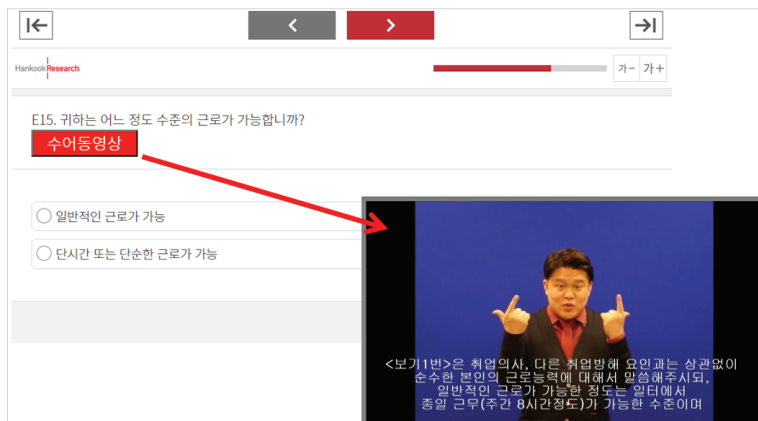 Hankook Research
가- 가+
E15. 귀하는 어느 정도 수준의 근로가 가능합니까?
수어동영상
일반적인 근로가 가능
단시간 또는 단순한 근로가 가능
<보기1번>은 취업의사, 다른 취업방해 요인과는 상관없이
순수한 본인의 근로능력에 대해서 말씀해주시되,
일반적인 근로가 가능한 정도는 일터에서
종일 근무(주간 8시간정도)가 가능한 수준이며